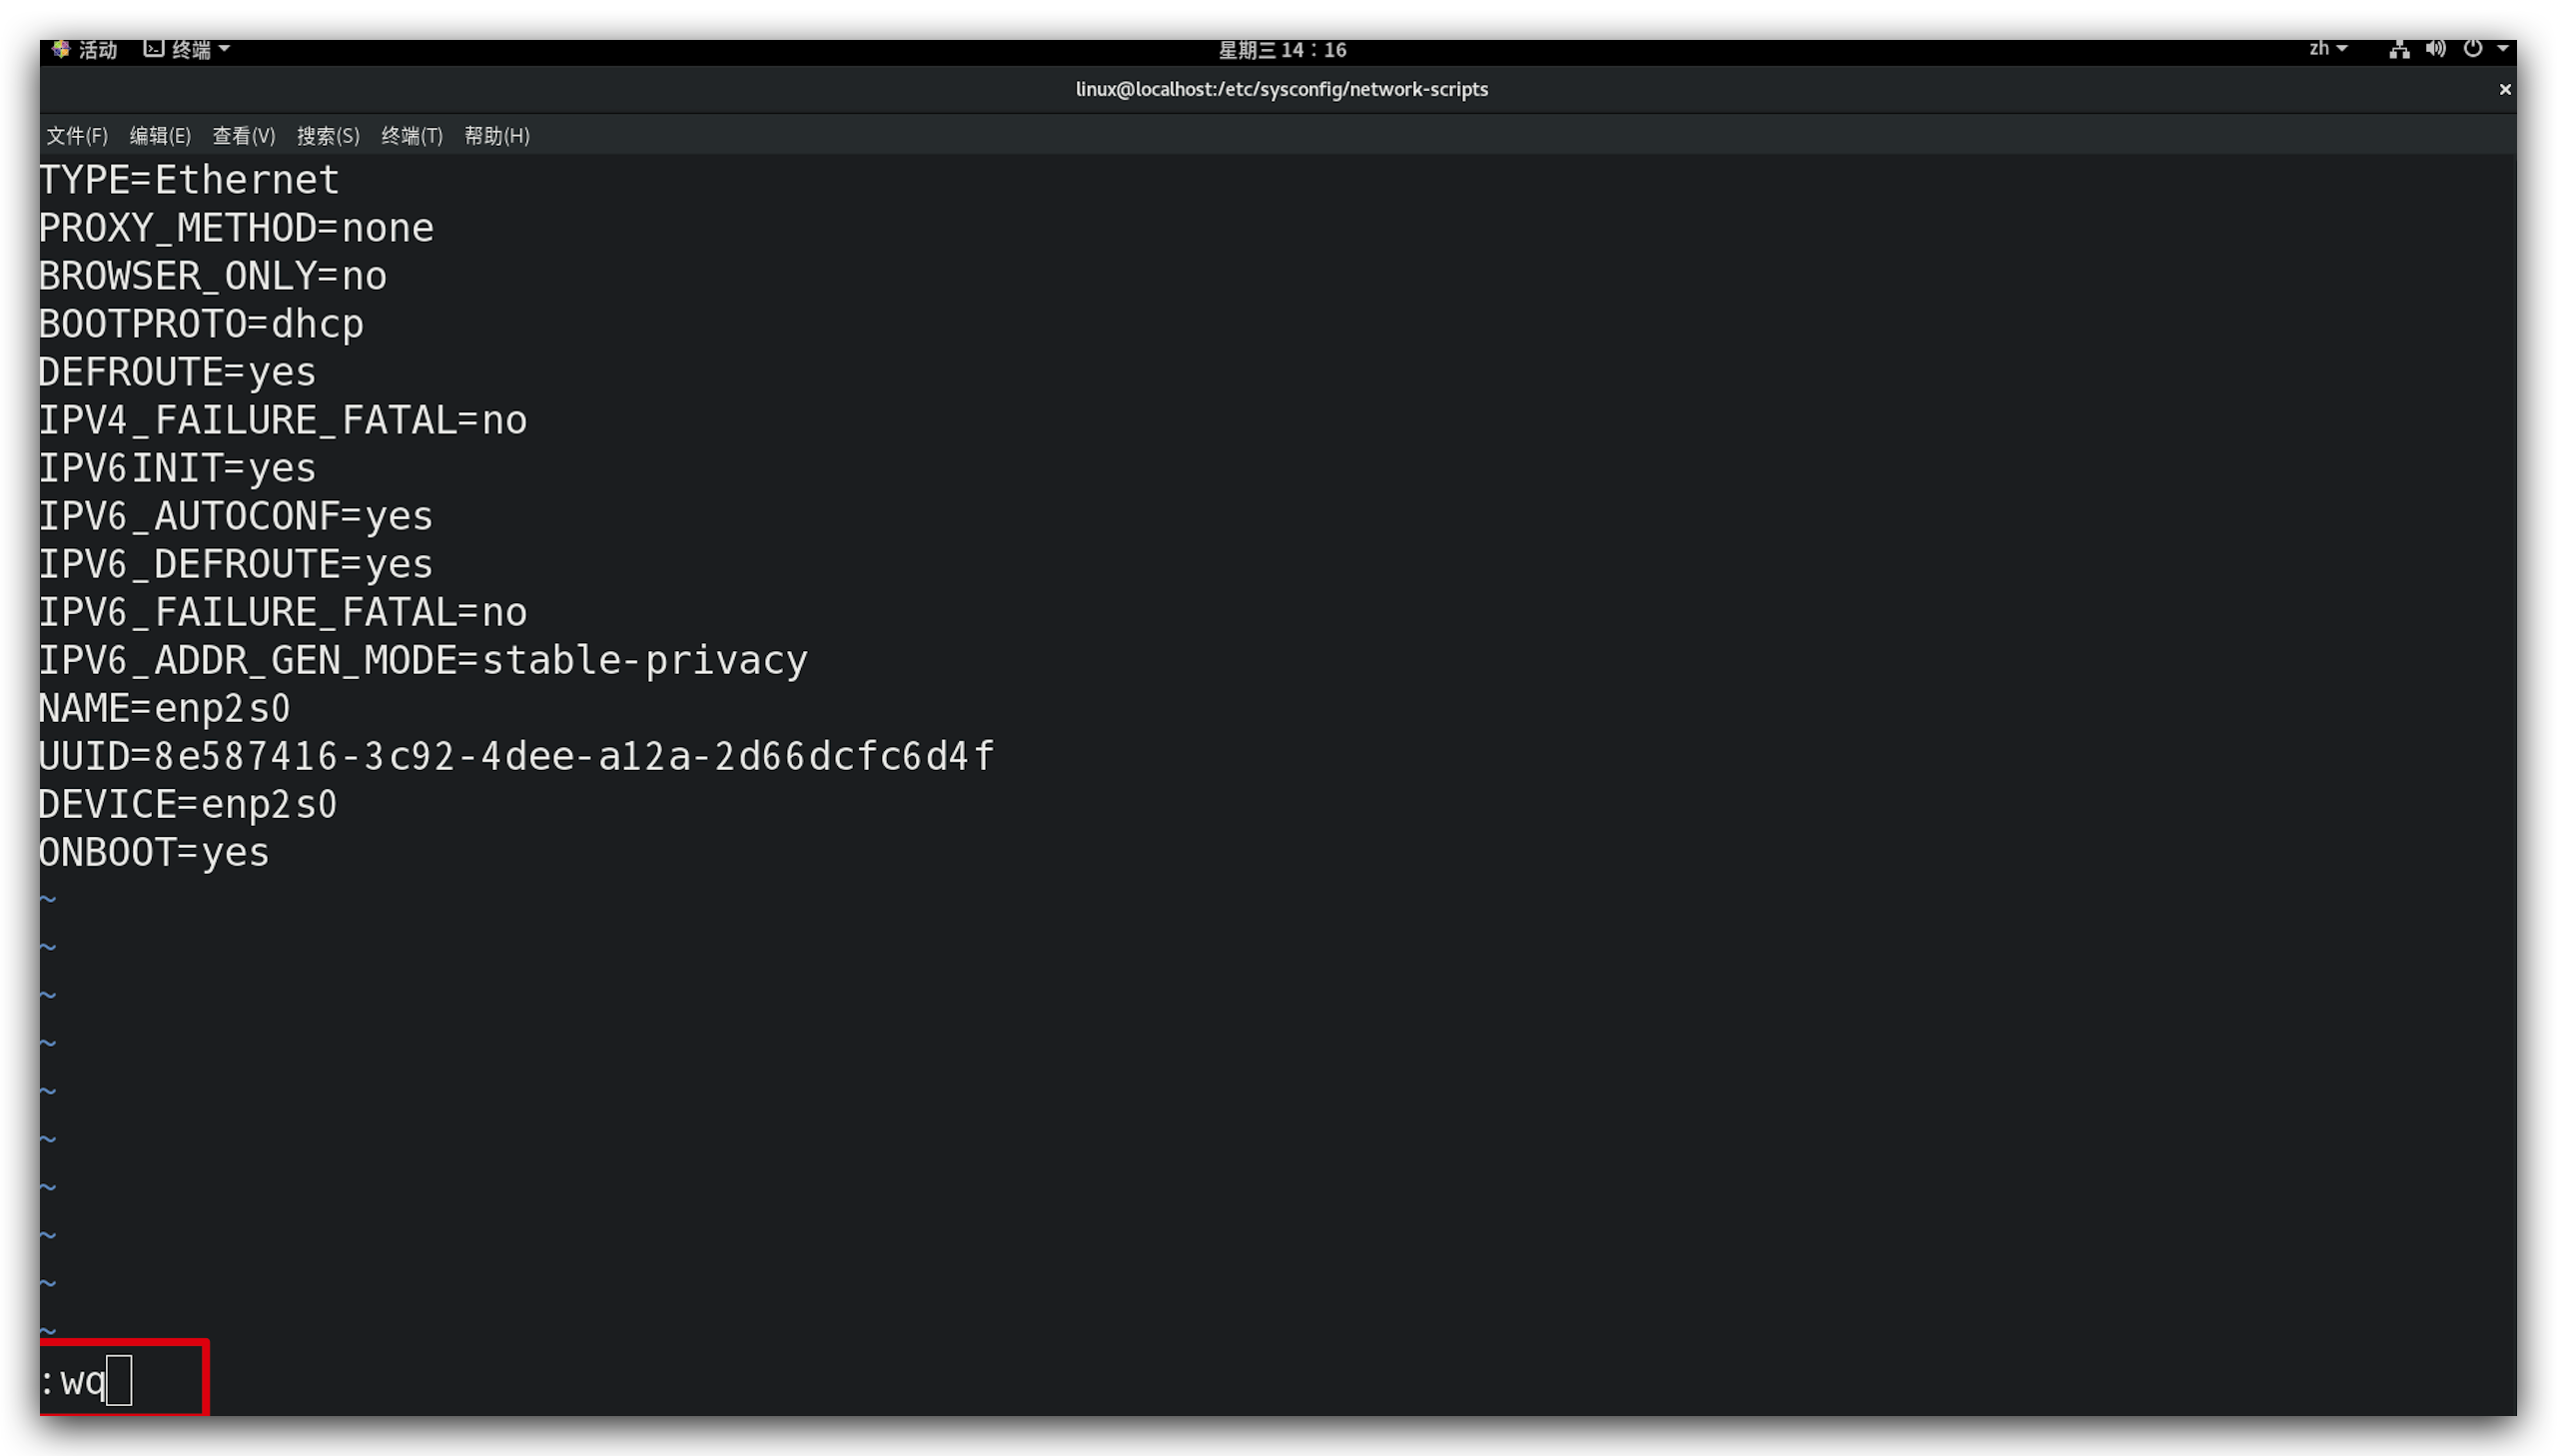 活动 终端 星期三 14：16 zh
linux@localhost:/etc/sysconfig/network-scripts ×
文件(F) 编辑(E) 查看(V) 搜索(S) 终端(T) 帮助(H)
TYPE=Ethernet
PROXY_METHOD=none
BROWSER_ONLY=no
BOOTPROTO=dhcp
DEFROUTE=yes
IPV4_FAILURE_FATAL=no
IPV6INIT=yes
IPV6_AUTOCONF=yes
IPV6_DEFROUTE=yes
IPV6_FAILURE_FATAL=no
IPV6_ADDR_GEN_MODE=stable-privacy
NAME=enp2s0
UUID=8e587416-3c92-4dee-a12a-2d66dcfc6d4f
DEVICE=enp2s0
ONBOOT=yes
~
~
~
~
~
~
~
~
~
~
:wq